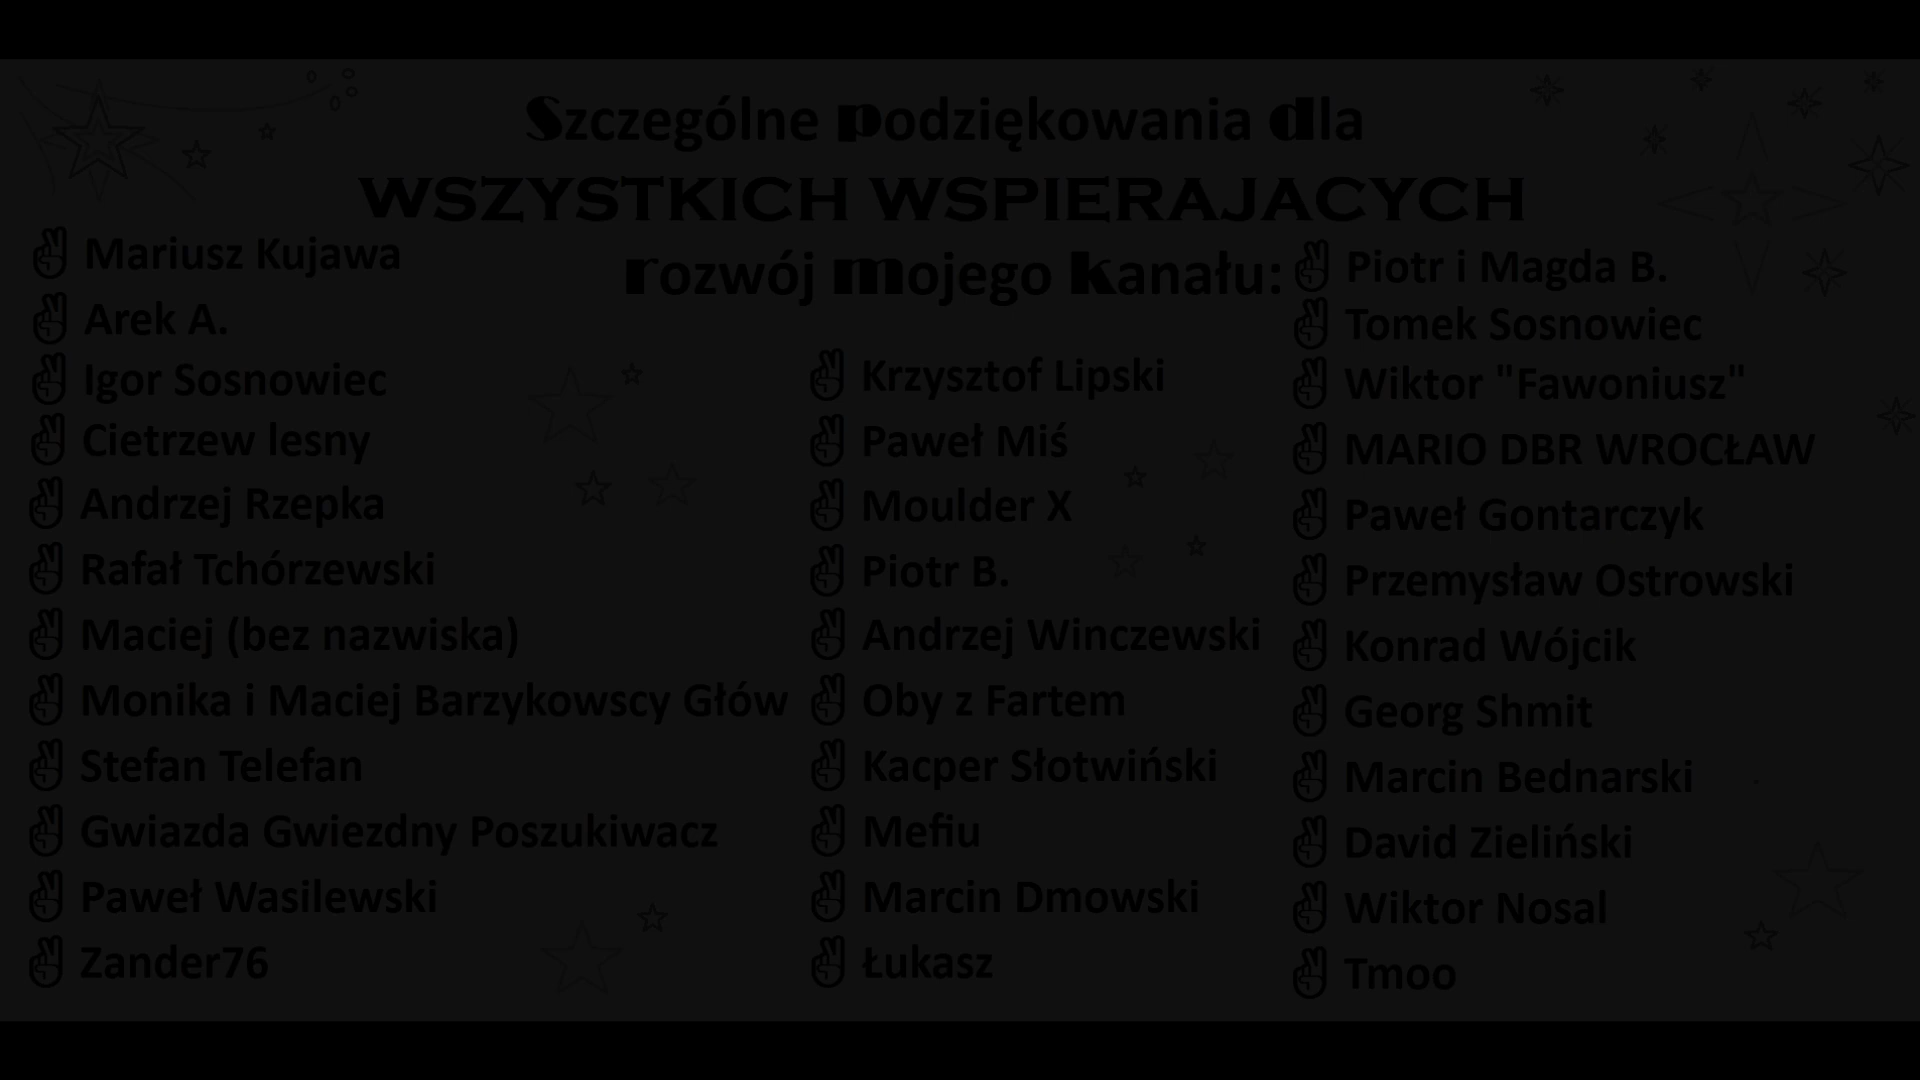 Szczególne podziękowania dla
WSZYSTKICH WSPIERAJACYCH
rozwój mojego kanału:
Mariusz Kujawa
Arek A.
Igor Sosnowiec
Cietrzew lesny
Andrzej Rzepka
Rafał Tchórzewski
Maciej (bez nazwiska)
Monika i Maciej Barzykowscy Głów
Stefan Telefan
Gwiazda Gwiezdny Poszukiwacz
Paweł Wasilewski
Zander76
Krzysztof Lipski
Paweł Miś
Moulder X
Piotr B.
Andrzej Winczewski
Oby z Fartem
Kacper Słotwiński
Mefiu
Marcin Dmowski
Łukasz
Piotr i Magda B.
Tomek Sosnowiec
Wiktor "Fawoniusz"
MARIO DBR WROCŁAW
Paweł Gontarczyk
Przemysław Ostrowski
Konrad Wójcik
Georg Shmit
Marcin Bednarski
David Zieliński
Wiktor Nosal
Tmoo